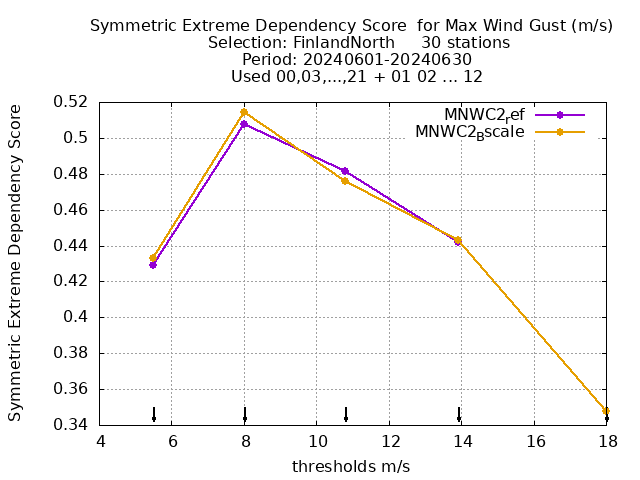 Symmetric Extreme Dependency Score  for Max Wind Gust (m/s)
Selection: FinlandNorth     30 stations
Period: 20240601-20240630
Used 00,03,...,21 + 01 02 ... 12
Symmetric Extreme Dependency Score
0.52
0.5
0.48
0.46
0.44
0.42
0.4
0.38
0.36
0.34
MNWC2ref
MNWC2Bscale
4 6 8 10 12 14 16 18
thresholds m/s